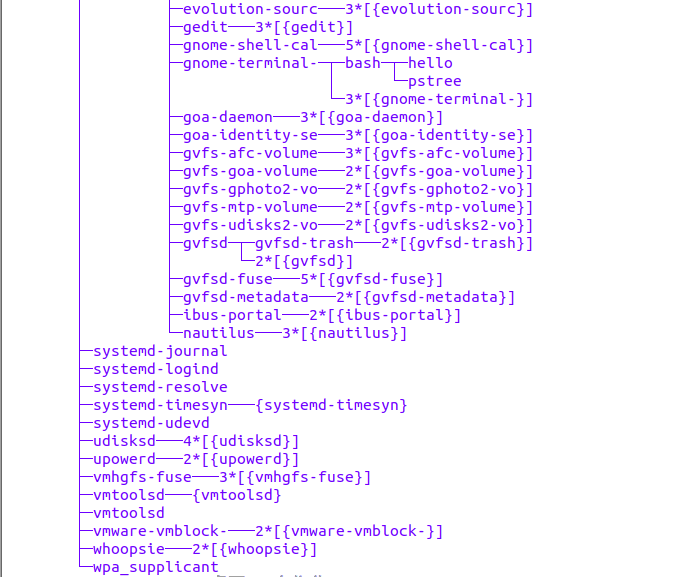 ├─evolution-sourc───3*[{evolution-sourc}]
├─gedit───3*[{gedit}]
├─gnome-shell-cal───5*[{gnome-shell-cal}]
├─gnome-terminal-─┬─bash─┬─hello
│                 │      └─pstree
│                 └─3*[{gnome-terminal-}]
├─goa-daemon───3*[{goa-daemon}]
├─goa-identity-se───3*[{goa-identity-se}]
├─gvfs-afc-volume───3*[{gvfs-afc-volume}]
├─gvfs-goa-volume───2*[{gvfs-goa-volume}]
├─gvfs-gphoto2-vo───2*[{gvfs-gphoto2-vo}]
├─gvfs-mtp-volume───2*[{gvfs-mtp-volume}]
├─gvfs-udisks2-vo───2*[{gvfs-udisks2-vo}]
├─gvfsd─┬─gvfsd-trash───2*[{gvfsd-trash}]
│       └─2*[{gvfsd}]
├─gvfsd-fuse───5*[{gvfsd-fuse}]
├─gvfsd-metadata───2*[{gvfsd-metadata}]
├─ibus-portal───2*[{ibus-portal}]
└─nautilus───3*[{nautilus}]
├─systemd-journal
├─systemd-logind
├─systemd-resolve
├─systemd-timesyn───{systemd-timesyn}
├─systemd-udevd
├─udisksd───4*[{udisksd}]
├─upowerd───2*[{upowerd}]
├─vmhgfs-fuse───3*[{vmhgfs-fuse}]
├─vmtoolsd───{vmtoolsd}
├─vmtoolsd
├─vmware-vmblock-───2*[{vmware-vmblock-}]
├─whoopsie───2*[{whoopsie}]
└─wpa_supplicant